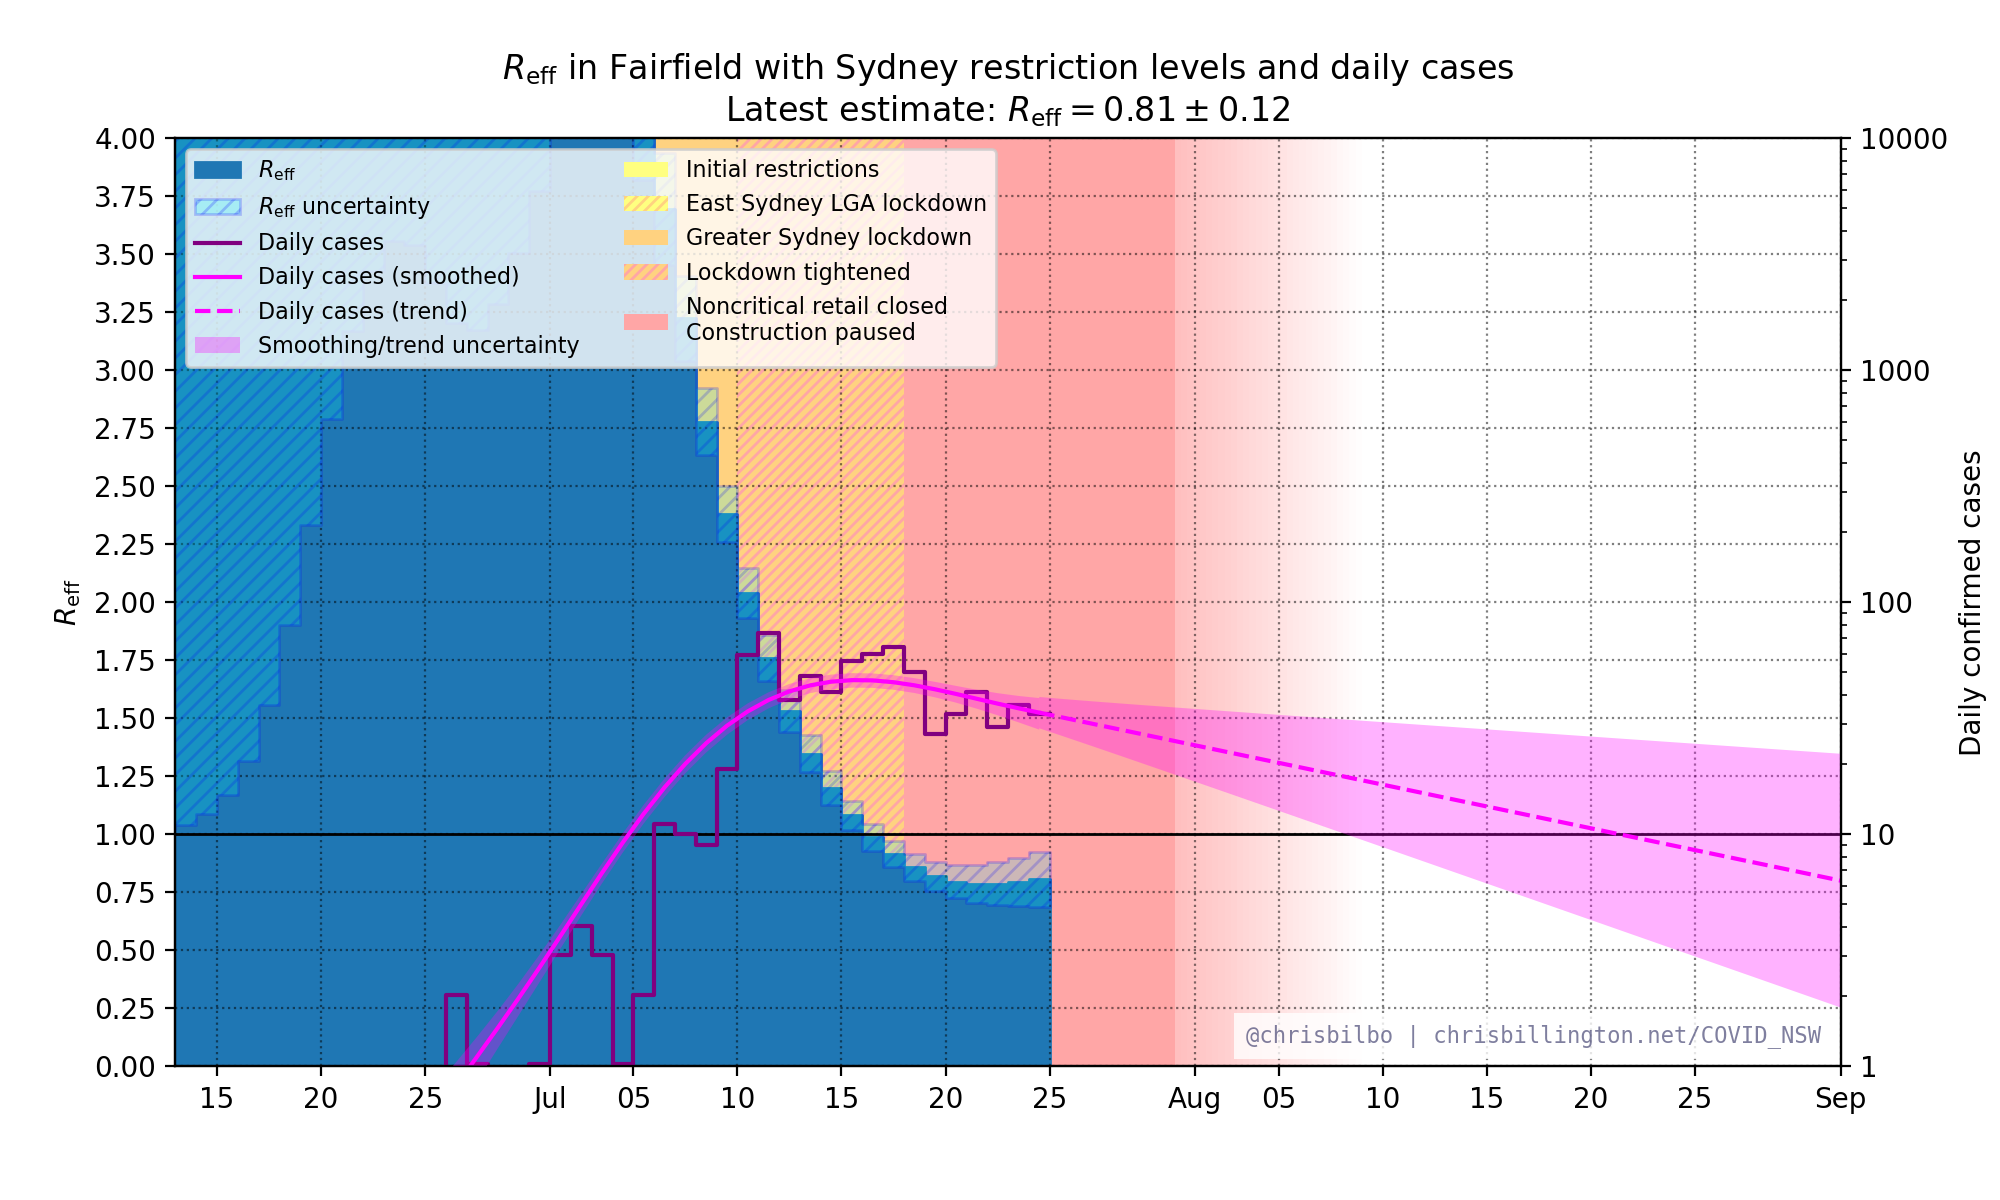 R_eff in Fairfield with Sydney restriction levels and daily cases
Latest estimate: R_eff = 0.81 ± 0.12
R_eff
R_eff uncertainty
Daily cases
Daily cases (smoothed)
Daily cases (trend)
Smoothing/trend uncertainty
Initial restrictions
East Sydney LGA lockdown
Greater Sydney lockdown
Lockdown tightened
Noncritical retail closed
Construction paused
4.00
3.75
3.50
3.25
3.00
2.75
2.50
2.25
2.00
1.75
1.50
1.25
1.00
0.75
0.50
0.25
0.00
R_eff
10000
1000
100
10
1
Daily confirmed cases
@chrisbilbo | chrisbillington.net/COVID_NSW
15 20 25 Jul 05 10 15 20 25 Aug 05 10 15 20 25 Sep